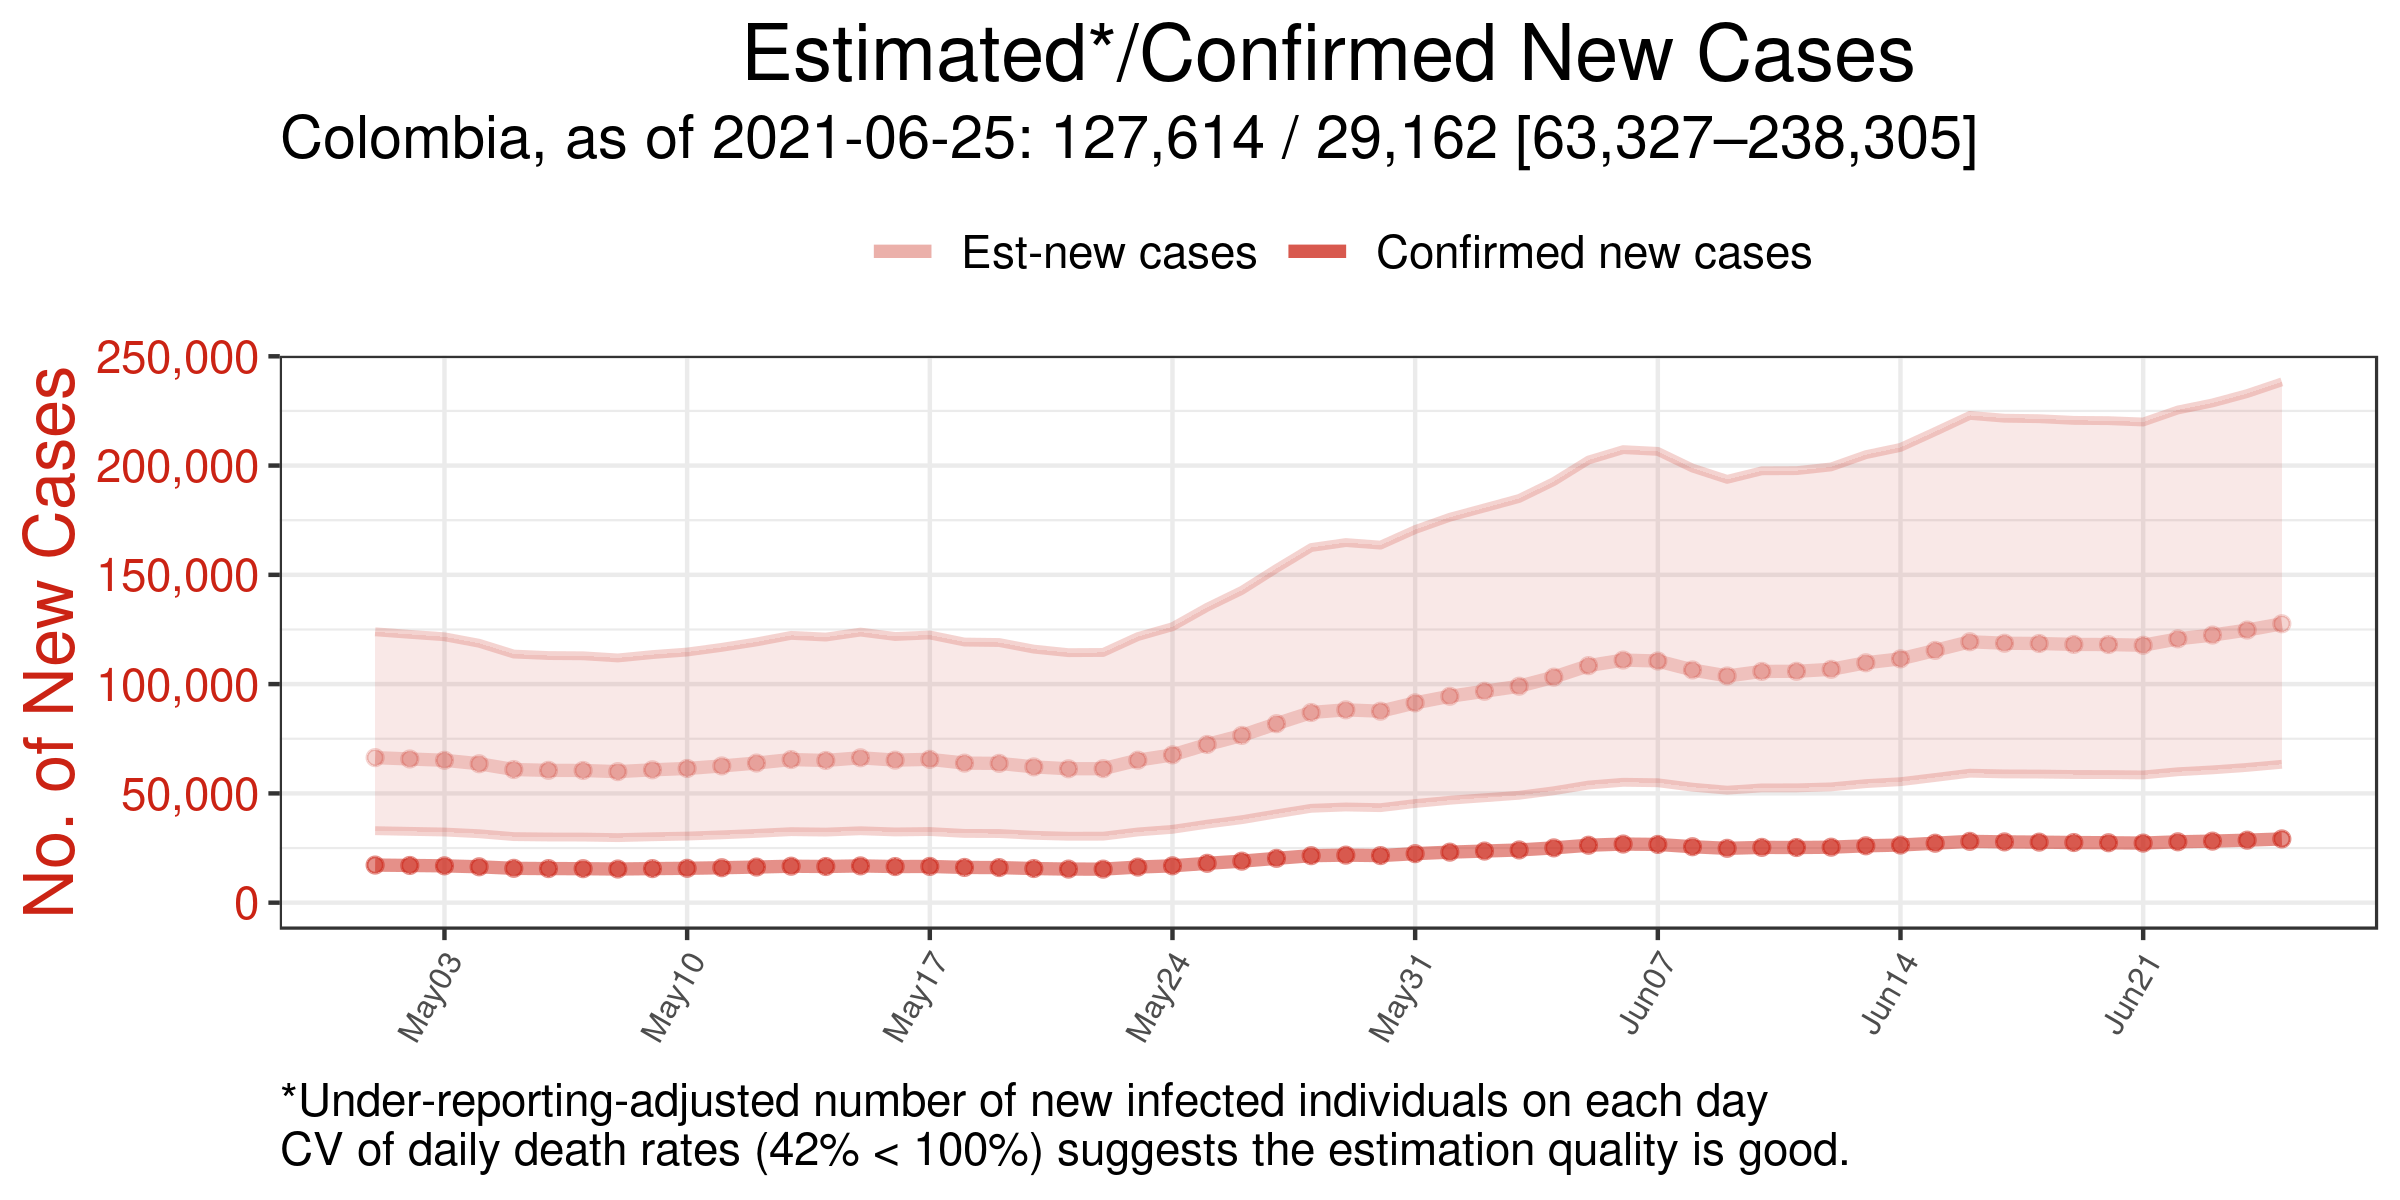 Estimated*/Confirmed New Cases
Colombia, as of 2021-06-25: 127,614 / 29,162 [63,327–238,305]
Est-new cases
Confirmed new cases
No. of New Cases
250,000
200,000
150,000
100,000
50,000
0
May03
May10
May17
May24
May31
Jun07
Jun14
Jun21
*Under-reporting-adjusted number of new infected individuals on each day
CV of daily death rates (42% < 100%) suggests the estimation quality is good.